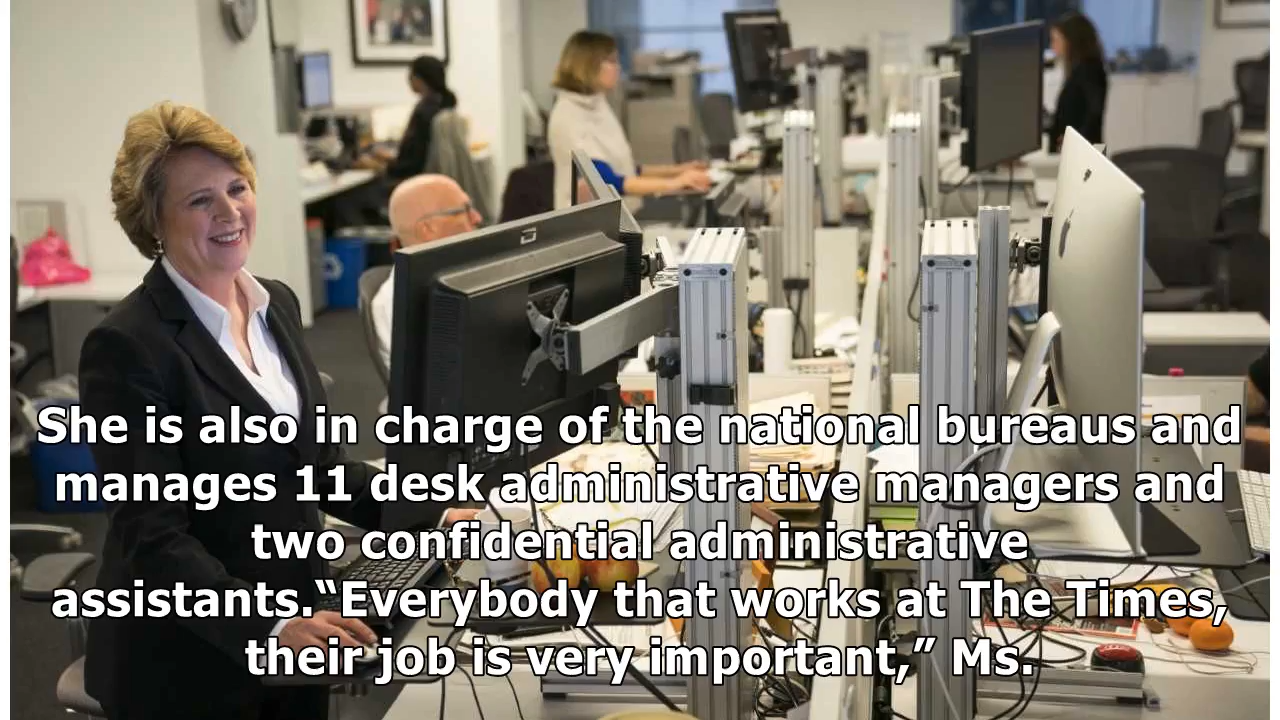 She is also in charge of the national bureaus and
manages 11 desk administrative managers and
two confidential administrative
assistants.“Everybody that works at The Times,
their job is very important,” Ms.